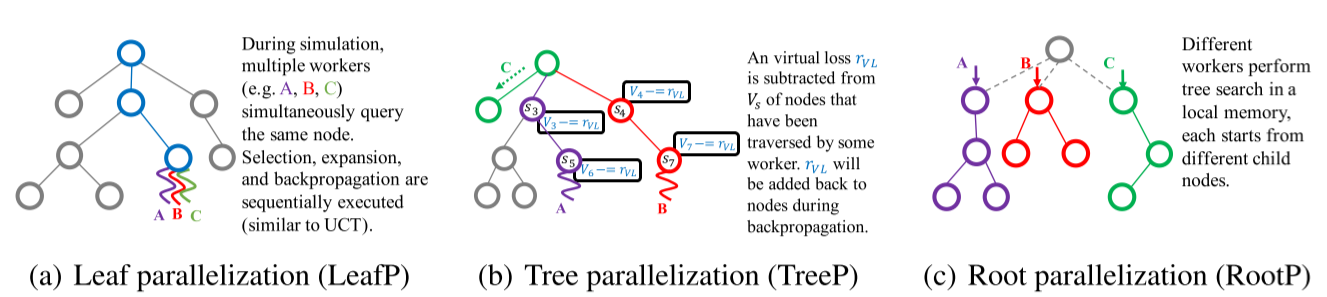 During simulation,
multiple workers
(e.g. A, B, C)
simultaneously query
the same node.
Selection, expansion,
and backpropagation are
sequentially executed
(similar to UCT).
A B C
(a) Leaf parallelization (LeafP)
C
V4 −= rVL
s3
s4
V3 −= rVL
V7 −= rVL
s5
s7
V6 −= rVL
A
B
An virtual loss rVL
is subtracted from
Vs of nodes that
have been
traversed by some
worker. rVL will
be added back to
nodes during
backpropagation.
(b) Tree parallelization (TreeP)
A
B
C
Different
workers perform
tree search in a
local memory,
each starts from
different child
nodes.
(c) Root parallelization (RootP)